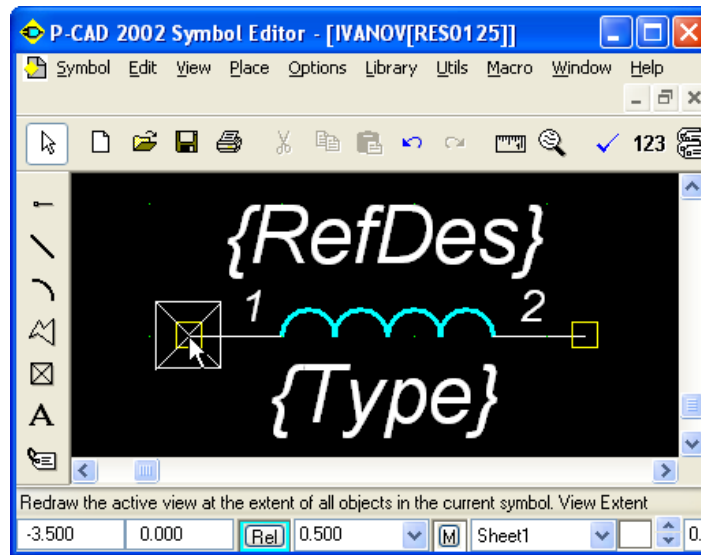 P-CAD 2002 Symbol Editor - [IVANOV[RES0125]]
Symbol Edit View Place Options Library Utils Macro Window Help
123
{RefDes}
1 2
{Type}
A
Redraw the active view at the extent of all objects in the current symbol. View Extent
-3.500 0.000 Rel 0.500 M Sheet1 0.